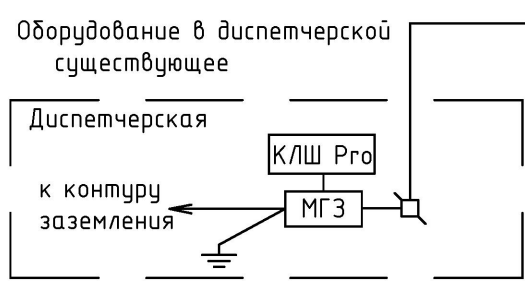 Оборудование в диспетчерской
существующее
Диспетчерская
КЛШ Pro
к контуру
заземления
МГЗ